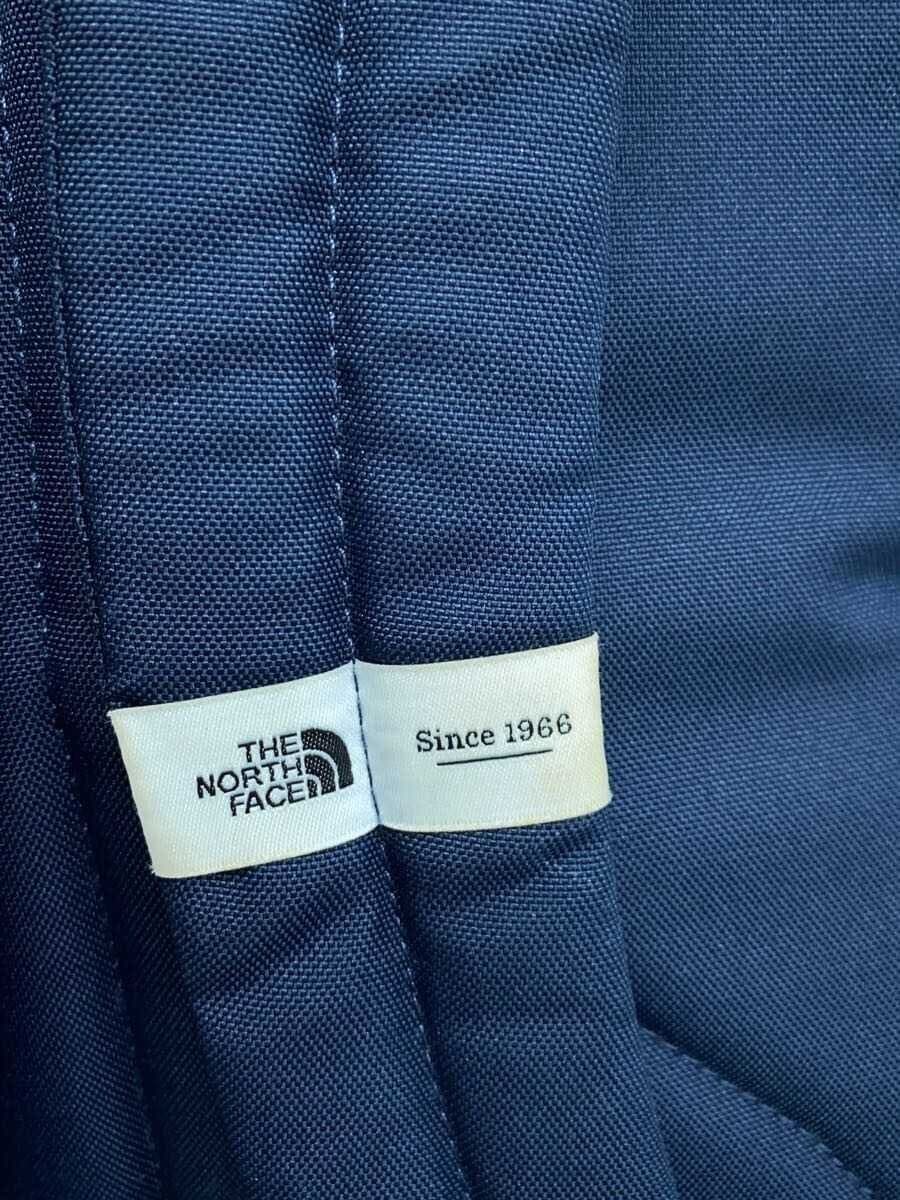 THE
NORTH
FACE
Since 1966